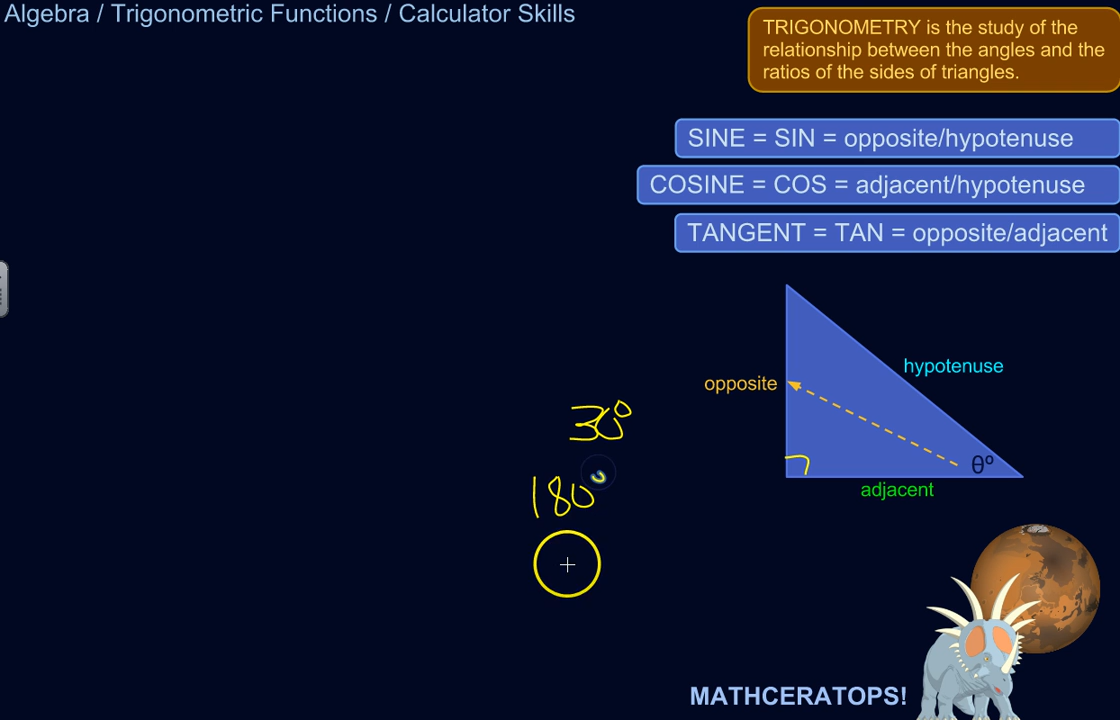 Algebra / Trigonometric Functions / Calculator Skills
TRIGONOMETRY is the study of the
relationship between the angles and the
ratios of the sides of triangles.
SINE = SIN = opposite/hypotenuse
COSINE = COS = adjacent/hypotenuse
TANGENT = TAN = opposite/adjacent
hypotenuse
opposite
30°
θº
adjacent
180°
MATHCERATOPS!